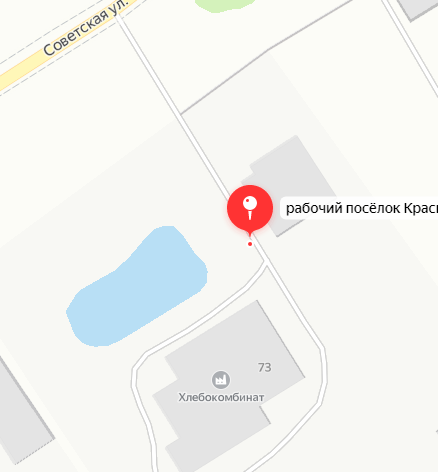 Советская ул.
рабочий посёлок
73
Хлебокомбинат